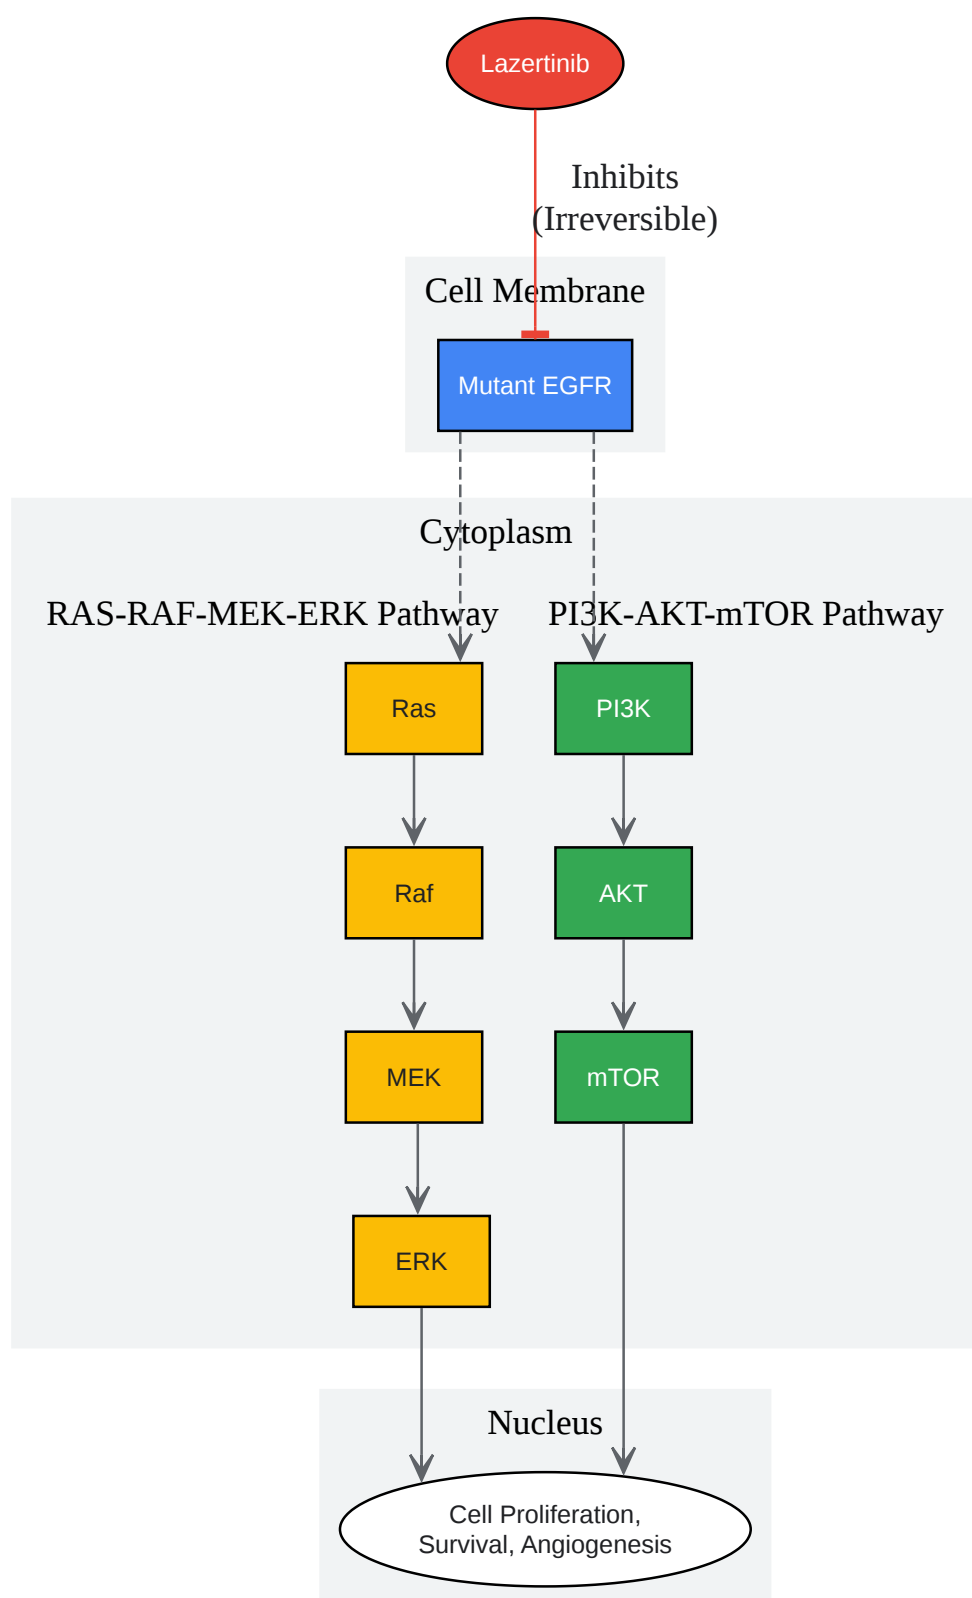 Lazertinib
Inhibits
(Irreversible)
Cell Membrane
Mutant EGFR
Cytoplasm
RAS-RAF-MEK-ERK Pathway
PI3K-AKT-mTOR Pathway
Ras
PI3K
Raf
AKT
MEK
mTOR
ERK
Nucleus
Cell Proliferation,
Survival, Angiogenesis